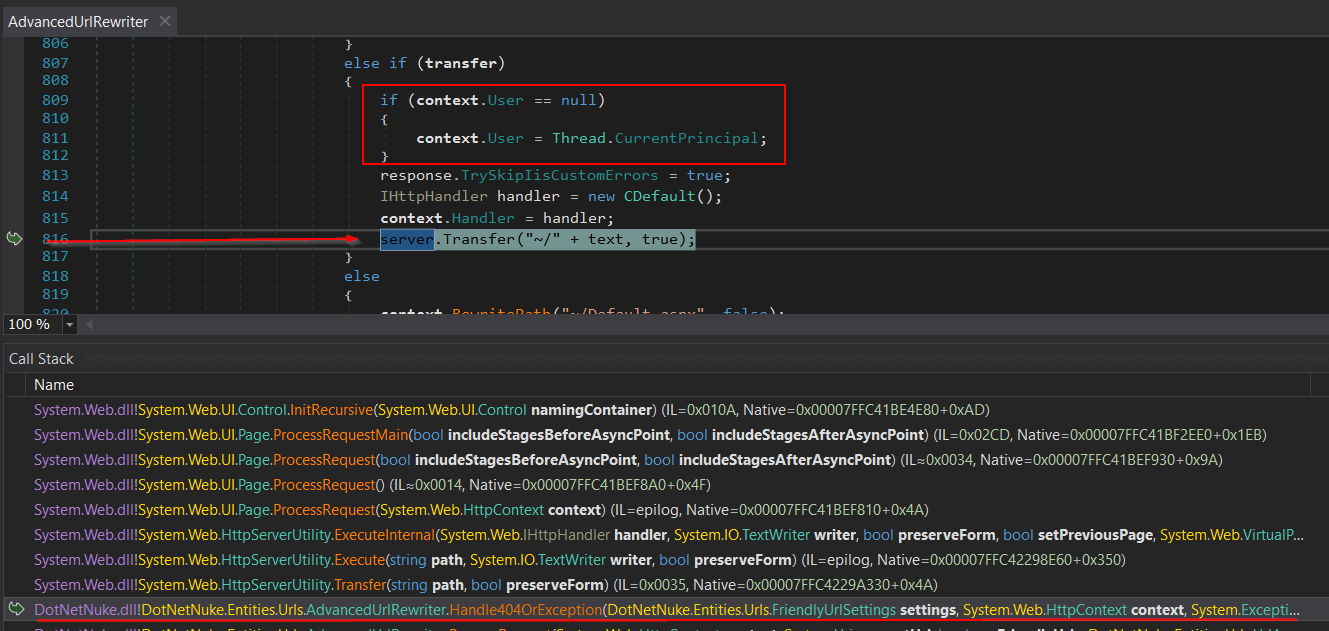 AdvancedUrlRewriter ✕
806 }
807 else if (transfer)
808 {
809 if (context.User == null)
810 {
811 context.User = Thread.CurrentPrincipal;
812 }
813 response.TrySkipIisCustomErrors = true;
814 IHttpHandler handler = new CDefault();
815 context.Handler = handler;
816 server.Transfer("~/" + text, true);
817 }
818 else
819 {
820 context.RewritePath("~/Default.aspx", false);
100 %
Call Stack
Name
System.Web.dll!System.Web.UI.Control.InitRecursive(System.Web.UI.Control namingContainer) (IL=0x010A, Native=0x00007FFC41BE4E80+0xAD)
System.Web.dll!System.Web.UI.Page.ProcessRequestMain(bool includeStagesBeforeAsyncPoint, bool includeStagesAfterAsyncPoint) (IL=0x02CD, Native=0x00007FFC41BF2EE0+0x1EB)
System.Web.dll!System.Web.UI.Page.ProcessRequest(bool includeStagesBeforeAsyncPoint, bool includeStagesAfterAsyncPoint) (IL≈0x0034, Native=0x00007FFC41BEF930+0x9A)
System.Web.dll!System.Web.UI.Page.ProcessRequest() (IL≈0x0014, Native=0x00007FFC41BEF8A0+0x4F)
System.Web.dll!System.Web.UI.Page.ProcessRequest(System.Web.HttpContext context) (IL=epilog, Native=0x00007FFC41BEF810+0x4A)
System.Web.dll!System.Web.HttpServerUtility.ExecuteInternal(System.Web.IHttpHandler handler, System.IO.TextWriter writer, bool preserveForm, bool setPreviousPage, System.Web.VirtualP...
System.Web.dll!System.Web.HttpServerUtility.Execute(string path, System.IO.TextWriter writer, bool preserveForm) (IL=epilog, Native=0x00007FFC42298E60+0x350)
System.Web.dll!System.Web.HttpServerUtility.Transfer(string path, bool preserveForm) (IL=0x0035, Native=0x00007FFC4229A330+0x4A)
DotNetNuke.dll!DotNetNuke.Entities.Urls.AdvancedUrlRewriter.Handle404OrException(DotNetNuke.Entities.Urls.FriendlyUrlSettings settings, System.Web.HttpContext context, System.Excepti...